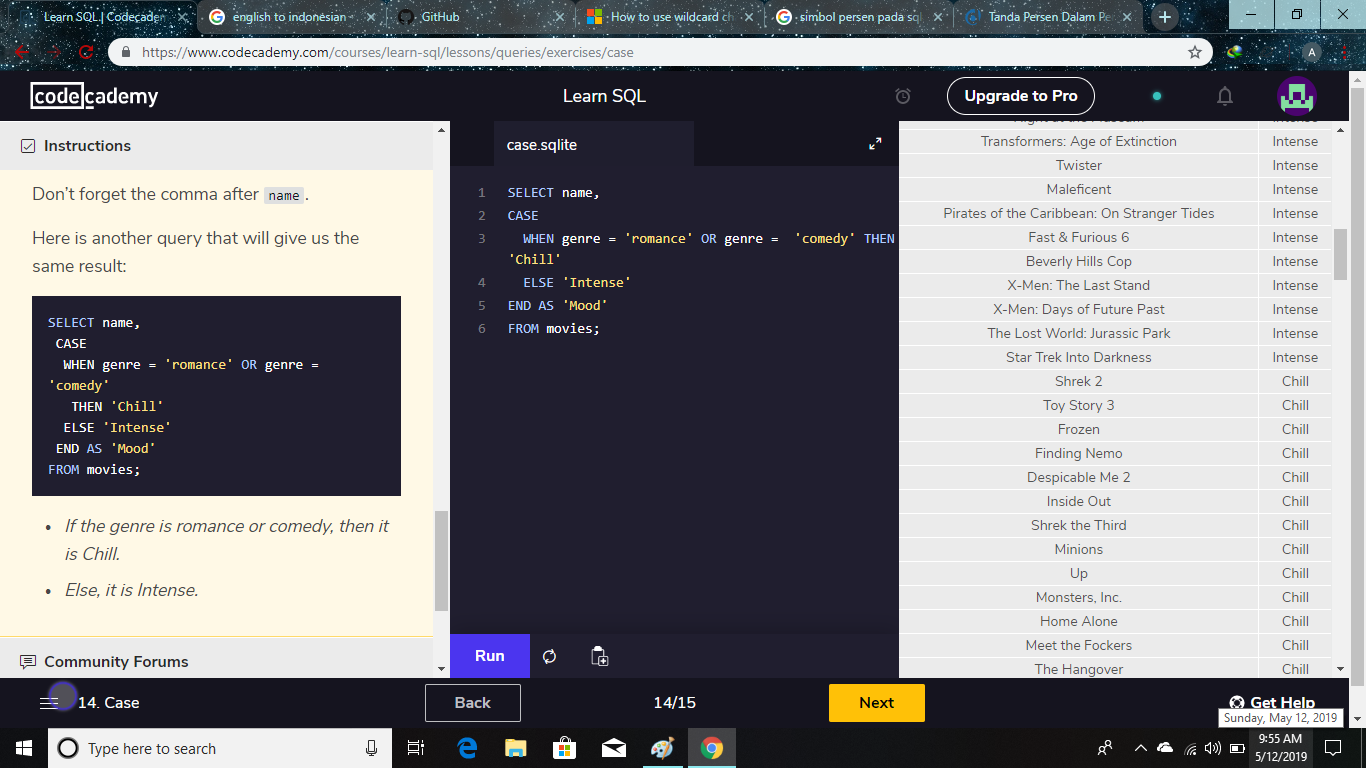 Learn SQL | Codecadem
english to indonesian -
GitHub
How to use wildcard ch
simbol persen pada sq
Tanda Persen Dalam Pe
https://www.codecademy.com/courses/learn-sql/lessons/queries/exercises/case
A
codecademy
Learn SQL
Upgrade to Pro
Instructions
Don't forget the comma after name.
Here is another query that will give us the
same result:
SELECT name,
CASE
WHEN genre = 'romance' OR genre =
'comedy'
THEN 'Chill'
ELSE 'Intense'
END AS 'Mood'
FROM movies;
• If the genre is romance or comedy, then it
is Chill.
• Else, it is Intense.
Community Forums
case.sqlite
1 SELECT name,
2 CASE
3 WHEN genre = 'romance' OR genre =  'comedy' THEN
'Chill'
4 ELSE 'Intense'
5 END AS 'Mood'
6 FROM movies;
Run
Transformers: Age of Extinction Intense
Twister Intense
Maleficent Intense
Pirates of the Caribbean: On Stranger Tides Intense
Fast & Furious 6 Intense
Beverly Hills Cop Intense
X-Men: The Last Stand Intense
X-Men: Days of Future Past Intense
The Lost World: Jurassic Park Intense
Star Trek Into Darkness Intense
Shrek 2 Chill
Toy Story 3 Chill
Frozen Chill
Finding Nemo Chill
Despicable Me 2 Chill
Inside Out Chill
Shrek the Third Chill
Minions Chill
Up Chill
Monsters, Inc. Chill
Home Alone Chill
Meet the Fockers Chill
The Hangover Chill
14. Case
Back
14/15
Next
Get Help
Sunday, May 12, 2019
Type here to search
9:55 AM
5/12/2019